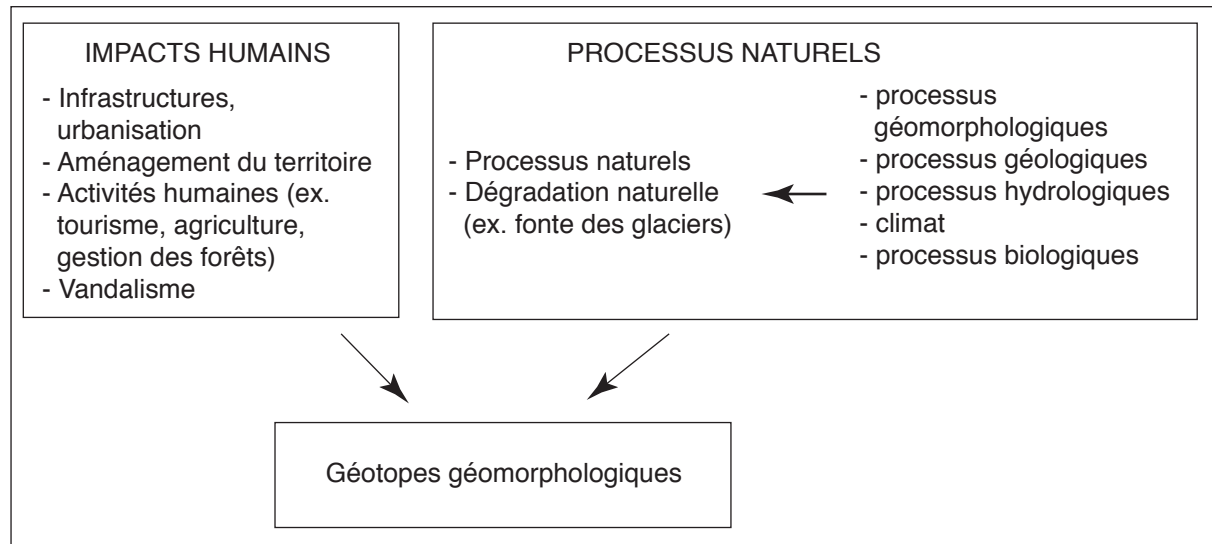 IMPACTS HUMAINS
- Infrastructures,
urbanisation
- Aménagement du territoire
- Activités humaines (ex.
tourisme, agriculture,
gestion des forêts)
- Vandalisme
PROCESSUS NATURELS
- Processus naturels
- Dégradation naturelle
(ex. fonte des glaciers)
- processus
géomorphologiques
- processus géologiques
- processus hydrologiques
- climat
- processus biologiques
Géotopes géomorphologiques